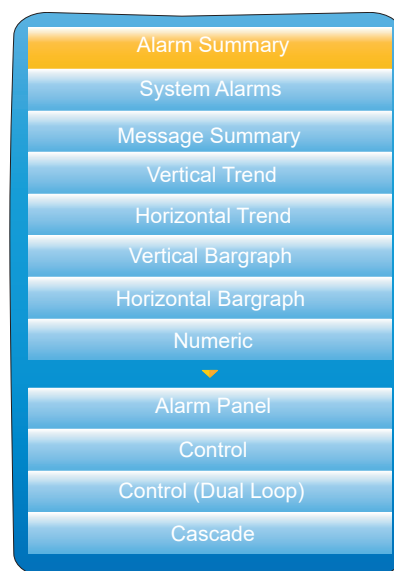 Alarm Summary
System Alarms
Message Summary
Vertical Trend
Horizontal Trend
Vertical Bargraph
Horizontal Bargraph
Numeric
Alarm Panel
Control
Control (Dual Loop)
Cascade